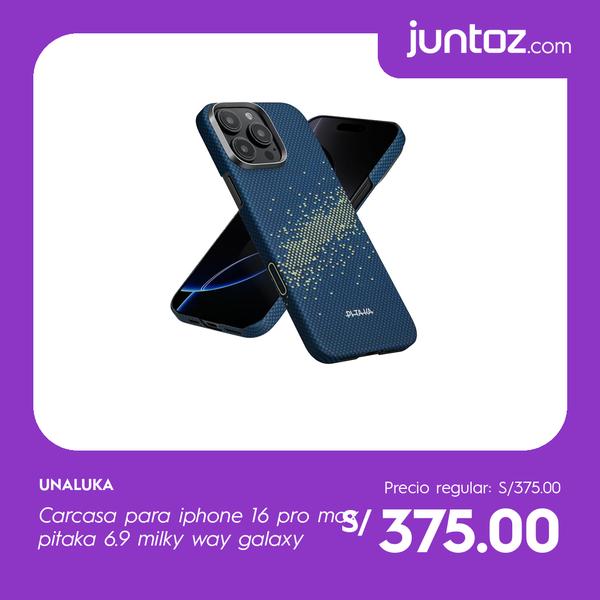 juntoz.com
PITAKA
UNALUKA
Precio regular: S/375.00
Carcasa para iphone 16 pro max
pitaka 6.9 milky way galaxy
S/ 375.00